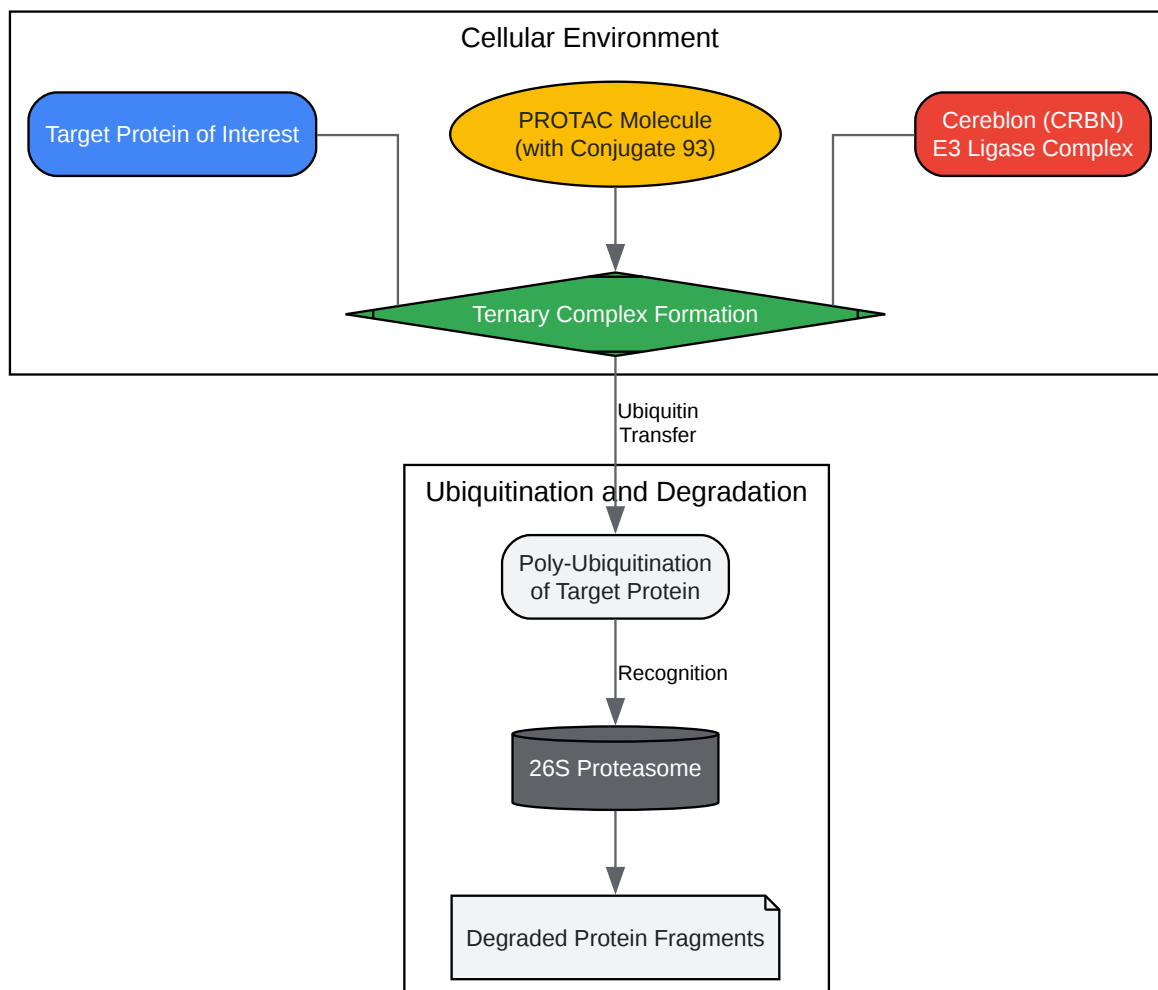 Cellular Environment
Target Protein of Interest
PROTAC Molecule
(with Conjugate 93)
Cereblon (CRBN)
E3 Ligase Complex
Ternary Complex Formation
Ubiquitin
Transfer
Ubiquitination and Degradation
Poly-Ubiquitination
of Target Protein
Recognition
26S Proteasome
Degraded Protein Fragments